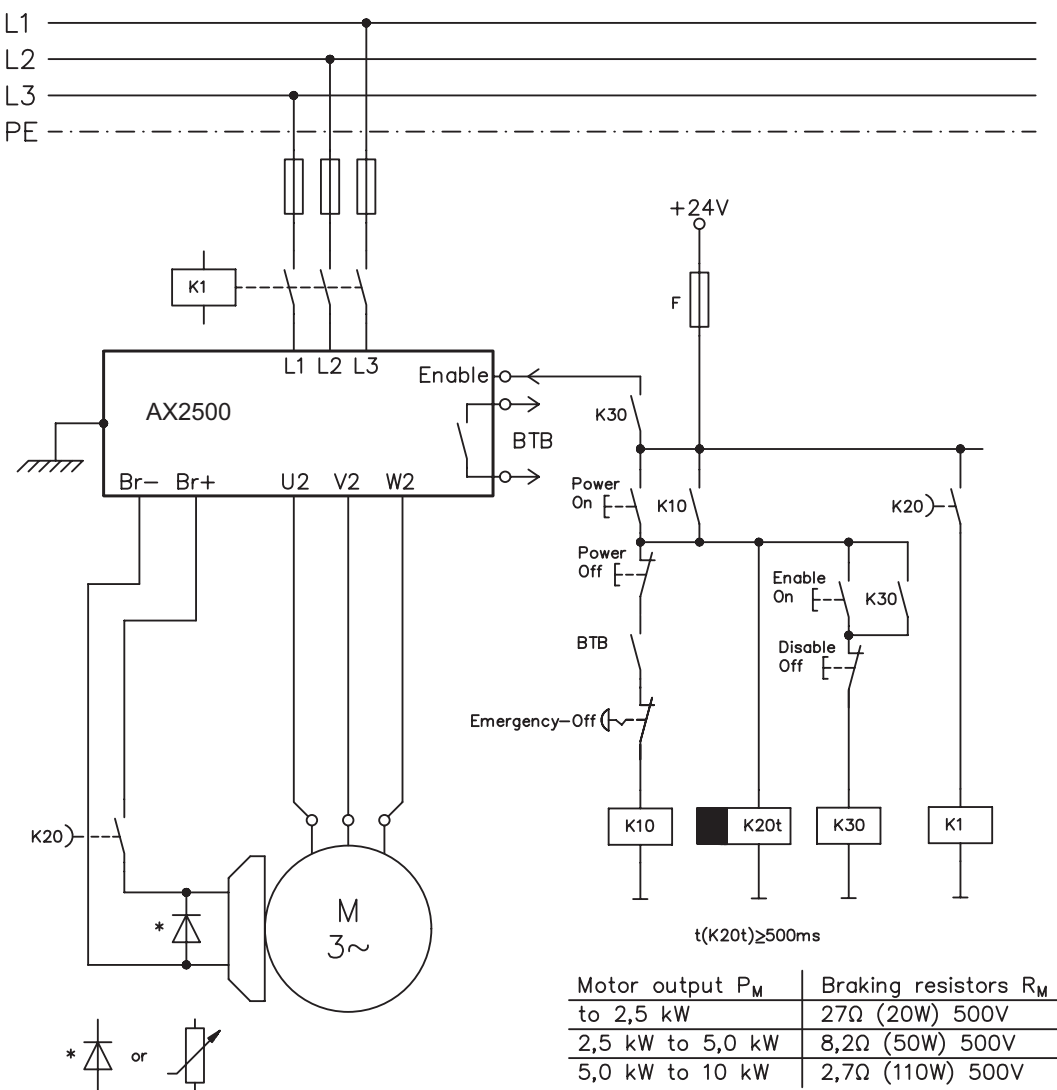 L1
L2
L3
PE
+24V
F
K1
L1 L2 L3
Enable
AX2500
BTB
K30
Br- Br+ U2 V2 W2
Power
On
K10
K20
Power
Off
Enable
On
K30
BTB
Disable
Off
Emergency-Off
K10
K20t
K30
K1
K20
M
3~
*
t(K20t)≥500ms
Motor output PM Braking resistors RM
to 2,5 kW 27Ω (20W) 500V
2,5 kW to 5,0 kW 8,2Ω (50W) 500V
5,0 kW to 10 kW 2,7Ω (110W) 500V
* or